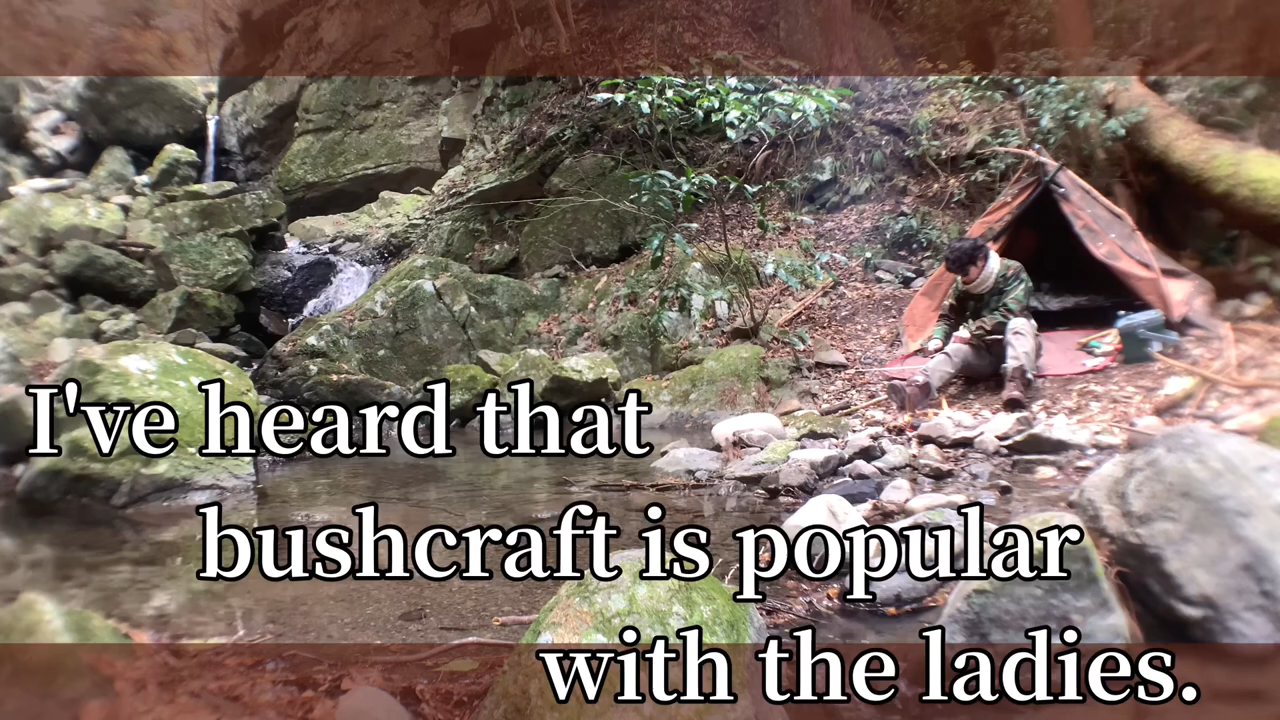 I've heard that
bushcraft is popular
with the ladies.